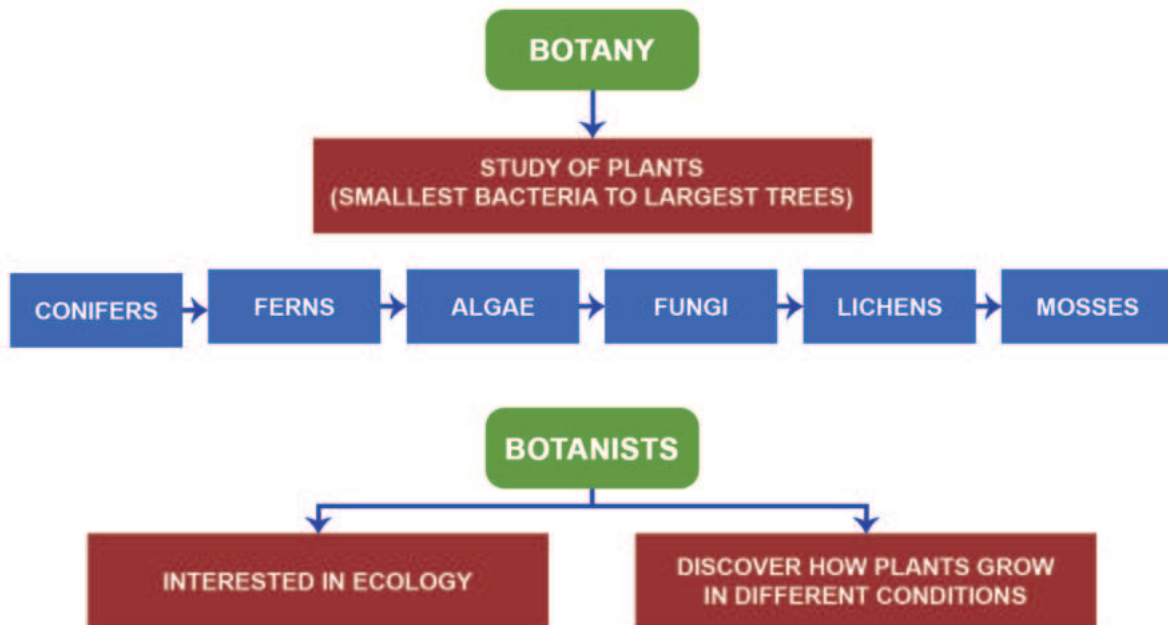 BOTANY
STUDY OF PLANTS
(SMALLEST BACTERIA TO LARGEST TREES)
CONIFERS
FERNS
ALGAE
FUNGI
LICHENS
MOSSES
BOTANISTS
INTERESTED IN ECOLOGY
DISCOVER HOW PLANTS GROW
IN DIFFERENT CONDITIONS